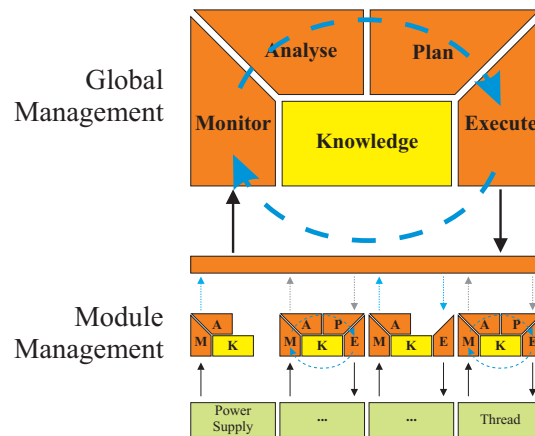 Analyse
Plan
Global
Management
Monitor
Execute
Knowledge
Module
Management
A
M
K
A
P
M
K
E
A
M
K
E
A
P
M
K
E
Power
Supply
...
...
Thread